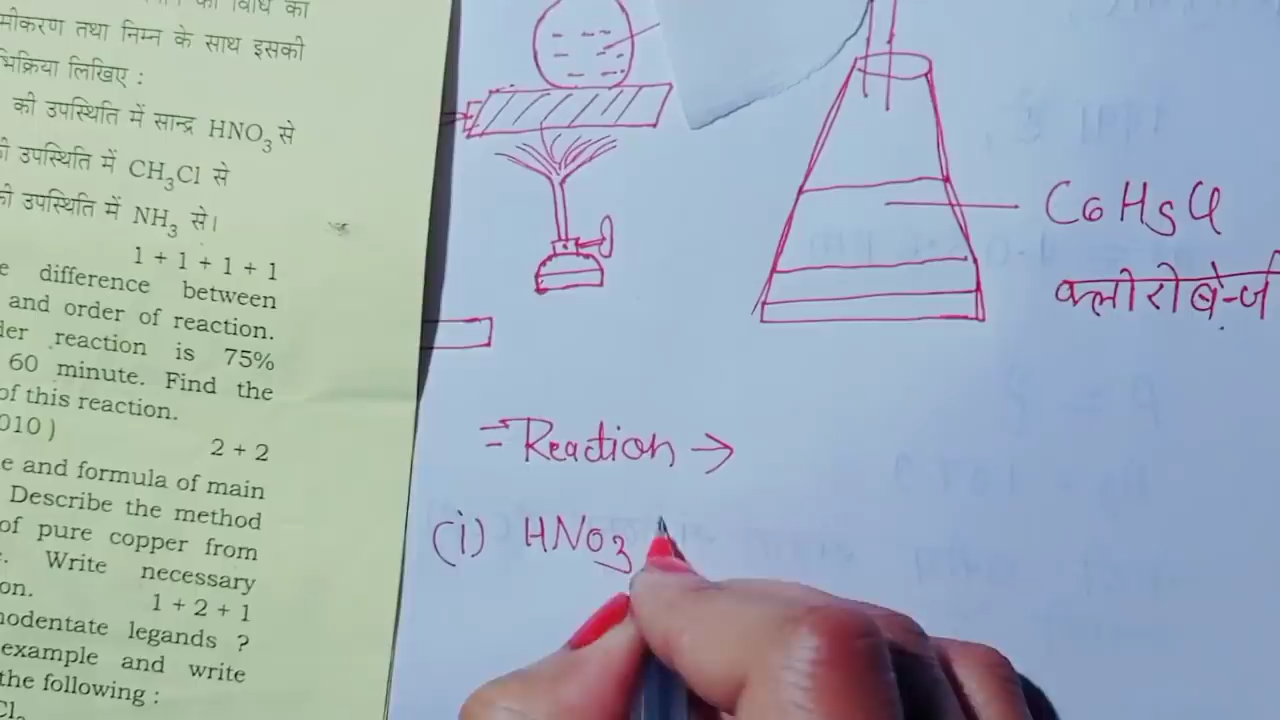 की विधि का
मीकरण तथा निम्न के साथ इसकी
भिक्रिया लिखिए :
की उपस्थिति में सान्द्र HNO₃ से
की उपस्थिति में CH₃Cl से
की उपस्थिति में NH₃ से।
1 + 1 + 1 + 1
e difference between
and order of reaction.
der reaction is 75%
60 minute. Find the
of this reaction.
010 )
2 + 2
e and formula of main
Describe the method
of pure copper from
Write necessary
on.
1 + 2 + 1
nodentate legands ?
example and write
the following :
C6H5Cl
क्लोरोबेन्ज
= Reaction →
(i) HNO3